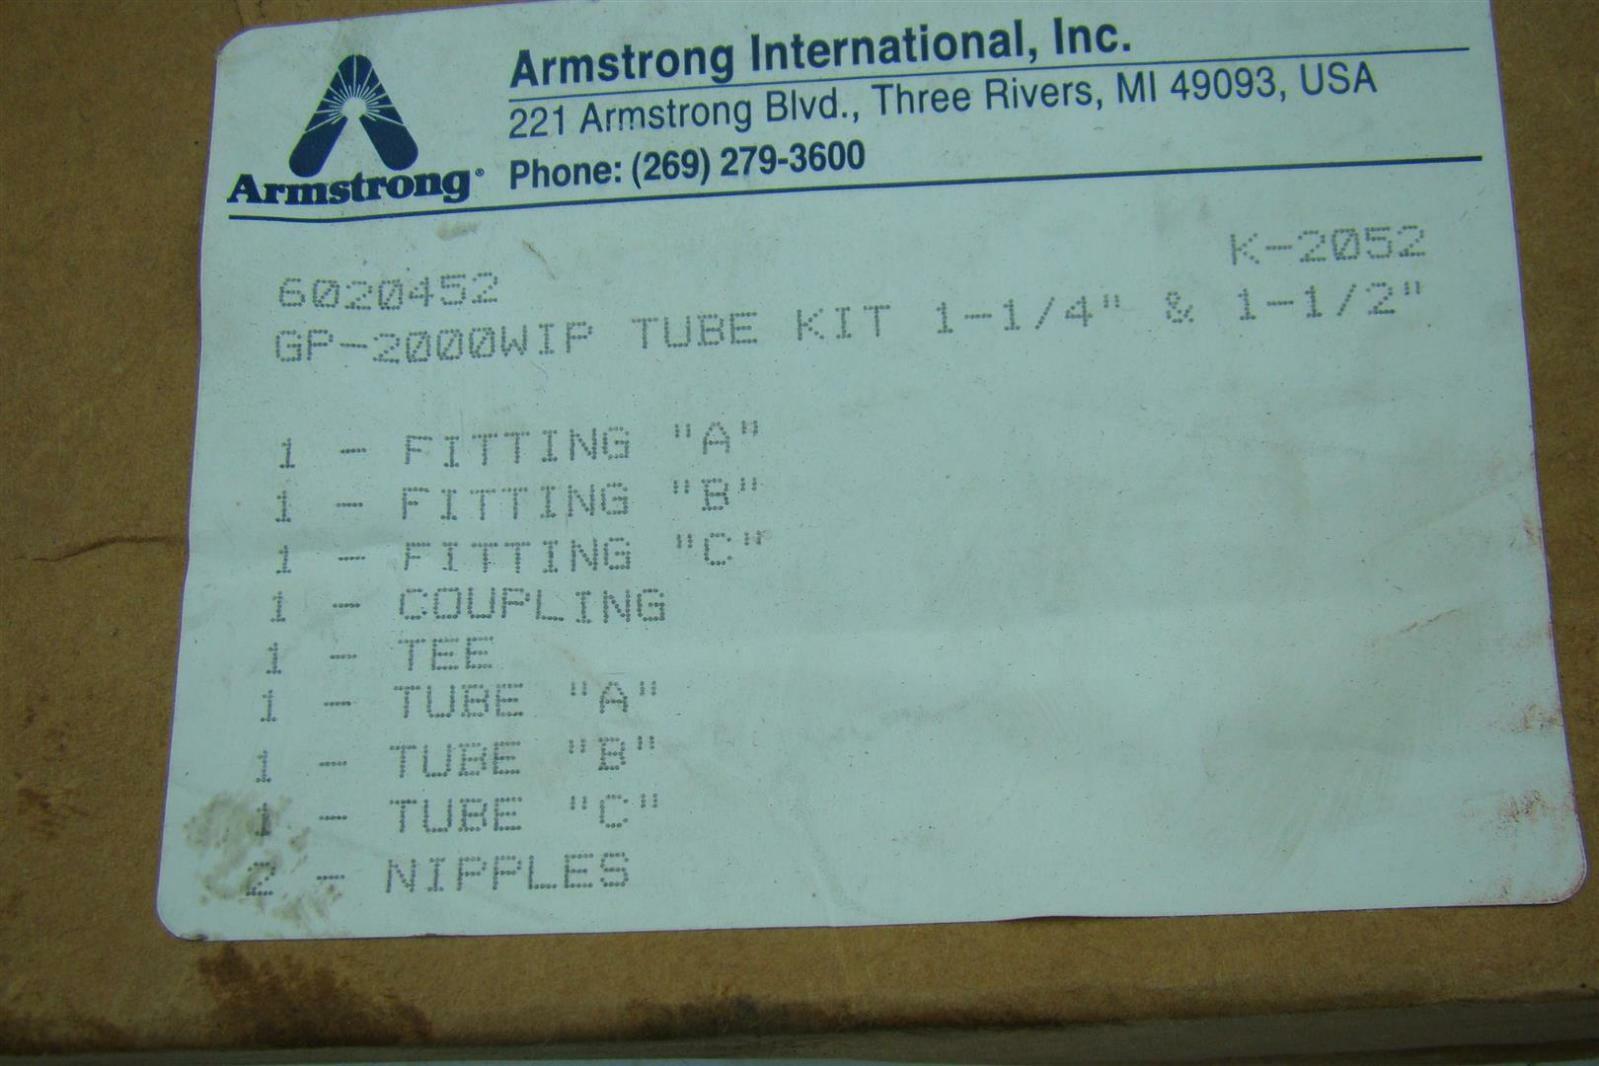 Armstrong®
Armstrong International, Inc.
221 Armstrong Blvd., Three Rivers, MI 49093, USA
Phone: (269) 279-3600
K-2052
6020452
GP-2000WIP TUBE KIT 1-1/4" & 1-1/2"
1 - FITTING "A"
1 - FITTING "B"
1 - FITTING "C"
1 - COUPLING
1 - TEE
1 - TUBE "A"
1 - TUBE "B"
1 - TUBE "C"
2 - NIPPLES